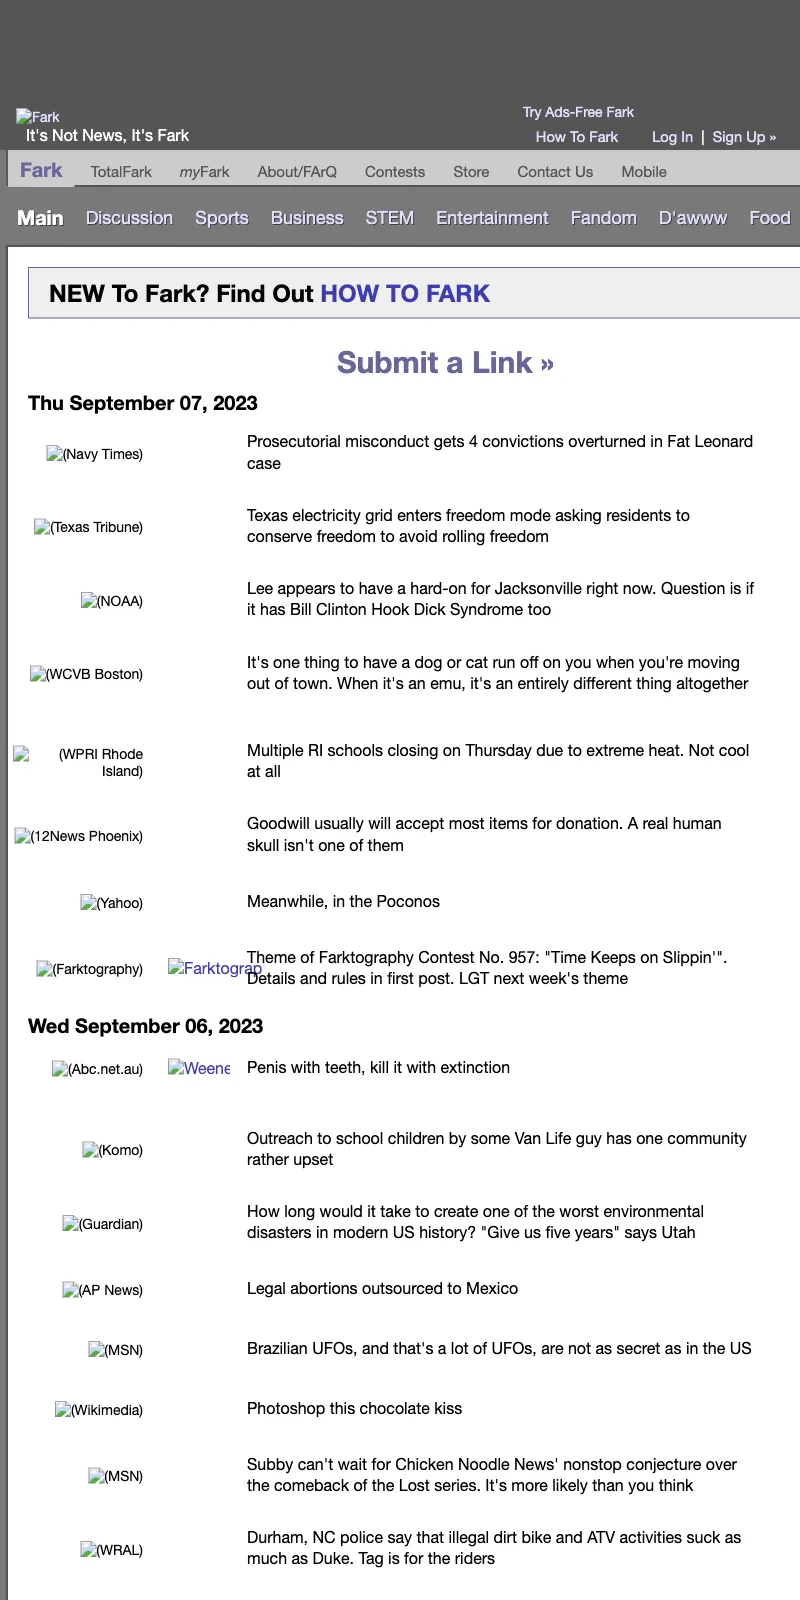 Fark
Try Ads-Free Fark
It's Not News, It's Fark
How To Fark Log In | Sign Up »
Fark TotalFark myFark About/FArQ Contests Store Contact Us Mobile
Main Discussion Sports Business STEM Entertainment Fandom D'awww Food
NEW To Fark? Find Out HOW TO FARK
Submit a Link »
Thu September 07, 2023
(Navy Times)
Prosecutorial misconduct gets 4 convictions overturned in Fat Leonard
case
(Texas Tribune)
Texas electricity grid enters freedom mode asking residents to
conserve freedom to avoid rolling freedom
(NOAA)
Lee appears to have a hard-on for Jacksonville right now. Question is if
it has Bill Clinton Hook Dick Syndrome too
(WCVB Boston)
It's one thing to have a dog or cat run off on you when you're moving
out of town. When it's an emu, it's an entirely different thing altogether
(WPRI Rhode
Island)
Multiple RI schools closing on Thursday due to extreme heat. Not cool
at all
(12News Phoenix)
Goodwill usually will accept most items for donation. A real human
skull isn't one of them
(Yahoo)
Meanwhile, in the Poconos
(Farktography)
Farktograp
Theme of Farktography Contest No. 957: "Time Keeps on Slippin'".
Details and rules in first post. LGT next week's theme
Wed September 06, 2023
(Abc.net.au)
Weene
Penis with teeth, kill it with extinction
(Komo)
Outreach to school children by some Van Life guy has one community
rather upset
(Guardian)
How long would it take to create one of the worst environmental
disasters in modern US history? "Give us five years" says Utah
(AP News)
Legal abortions outsourced to Mexico
(MSN)
Brazilian UFOs, and that's a lot of UFOs, are not as secret as in the US
(Wikimedia)
Photoshop this chocolate kiss
(MSN)
Subby can't wait for Chicken Noodle News' nonstop conjecture over
the comeback of the Lost series. It's more likely than you think
(WRAL)
Durham, NC police say that illegal dirt bike and ATV activities suck as
much as Duke. Tag is for the riders